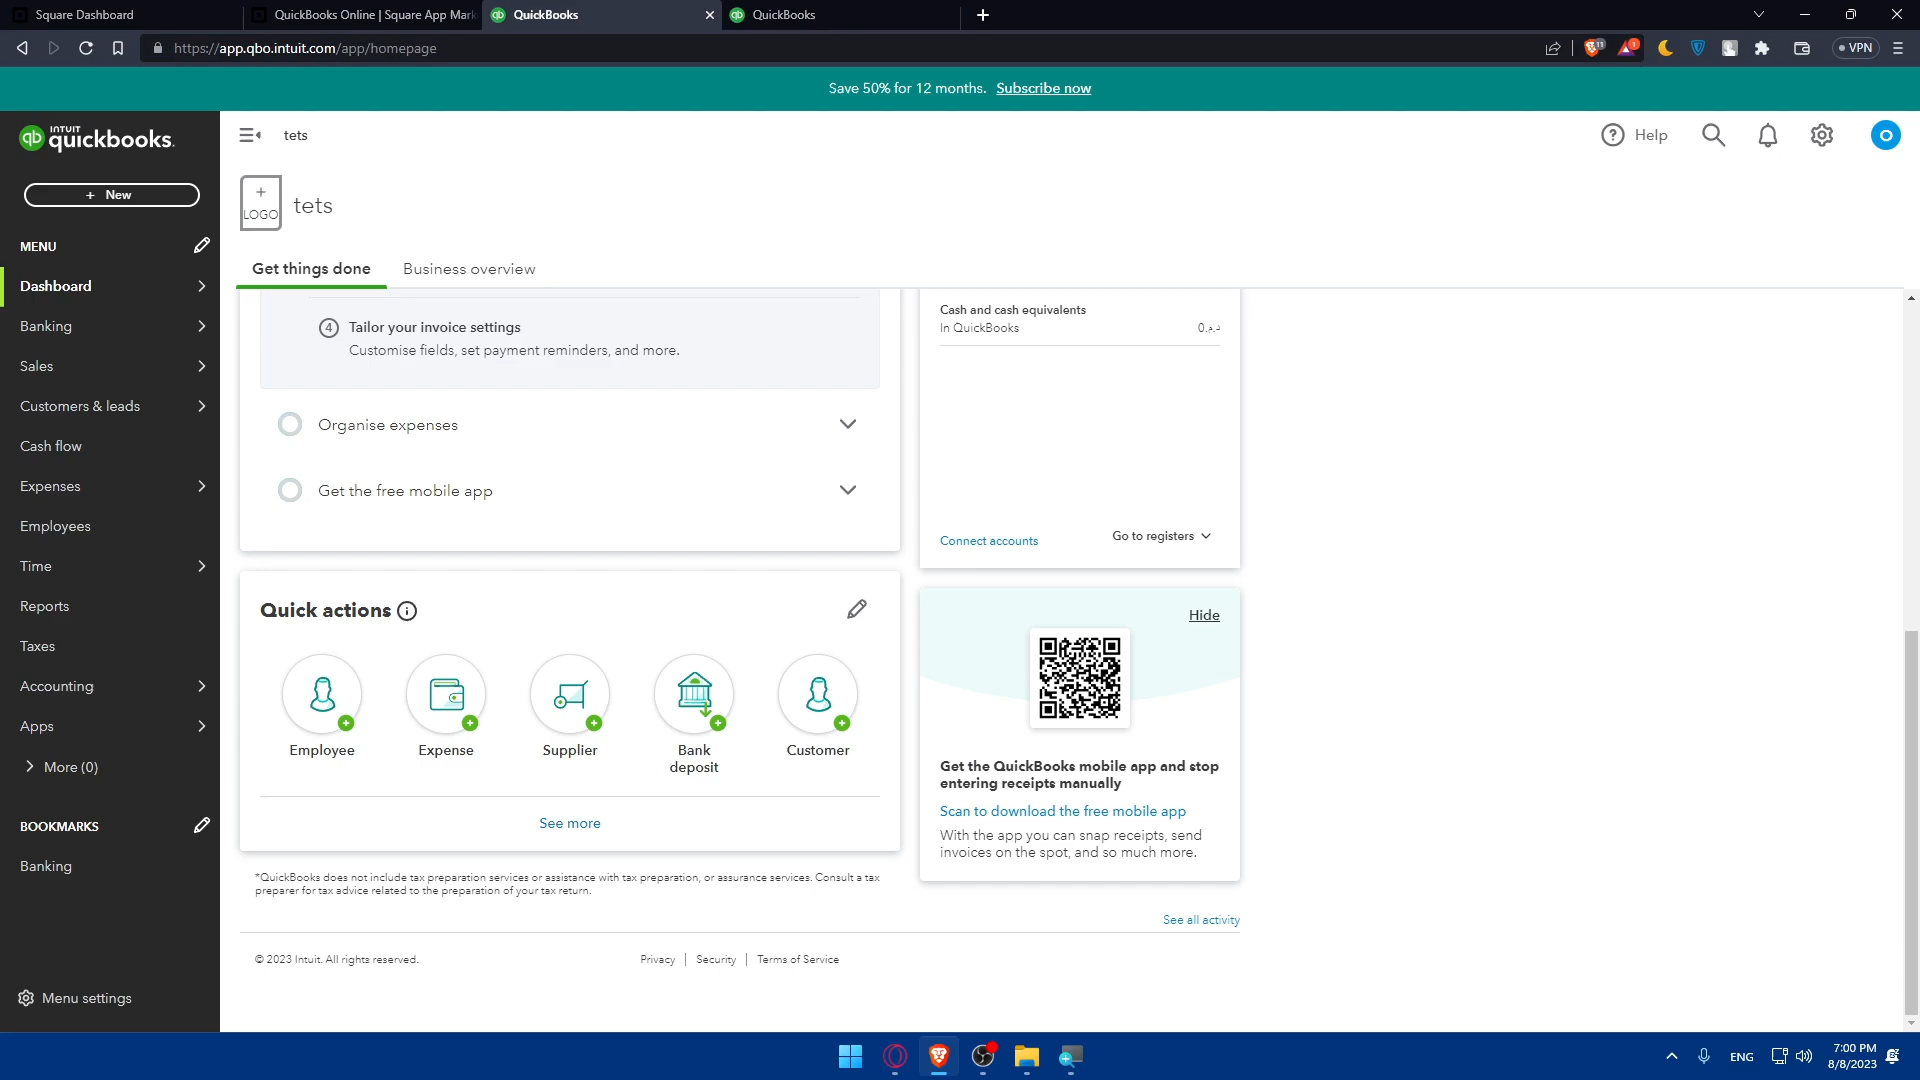 Square Dashboard
QuickBooks Online | Square App Mark
QuickBooks
QuickBooks
https://app.qbo.intuit.com/app/homepage
11
1
VPN
Save 50% for 12 months. Subscribe now
INTUIT
quickbooks.
tets
Help
O
+ New
+
LOGO
tets
MENU
Get things done
Business overview
Dashboard
Banking
Sales
Customers & leads
Cash flow
Expenses
Employees
Time
Reports
Taxes
Accounting
Apps
More (0)
BOOKMARKS
Banking
Menu settings
4 Tailor your invoice settings
Customise fields, set payment reminders, and more.
Organise expenses
Get the free mobile app
Cash and cash equivalents
In QuickBooks
Connect accounts
Go to registers
Quick actions
Employee
Expense
Supplier
Bank
deposit
Customer
See more
Hide
Get the QuickBooks mobile app and stop
entering receipts manually
Scan to download the free mobile app
With the app you can snap receipts, send
invoices on the spot, and so much more.
*QuickBooks does not include tax preparation services or assistance with tax preparation, or assurance services. Consult a tax
preparer for tax advice related to the preparation of your tax return.
See all activity
© 2023 Intuit. All rights reserved.
Privacy | Security | Terms of Service
ENG
7:00 PM
8/8/2023